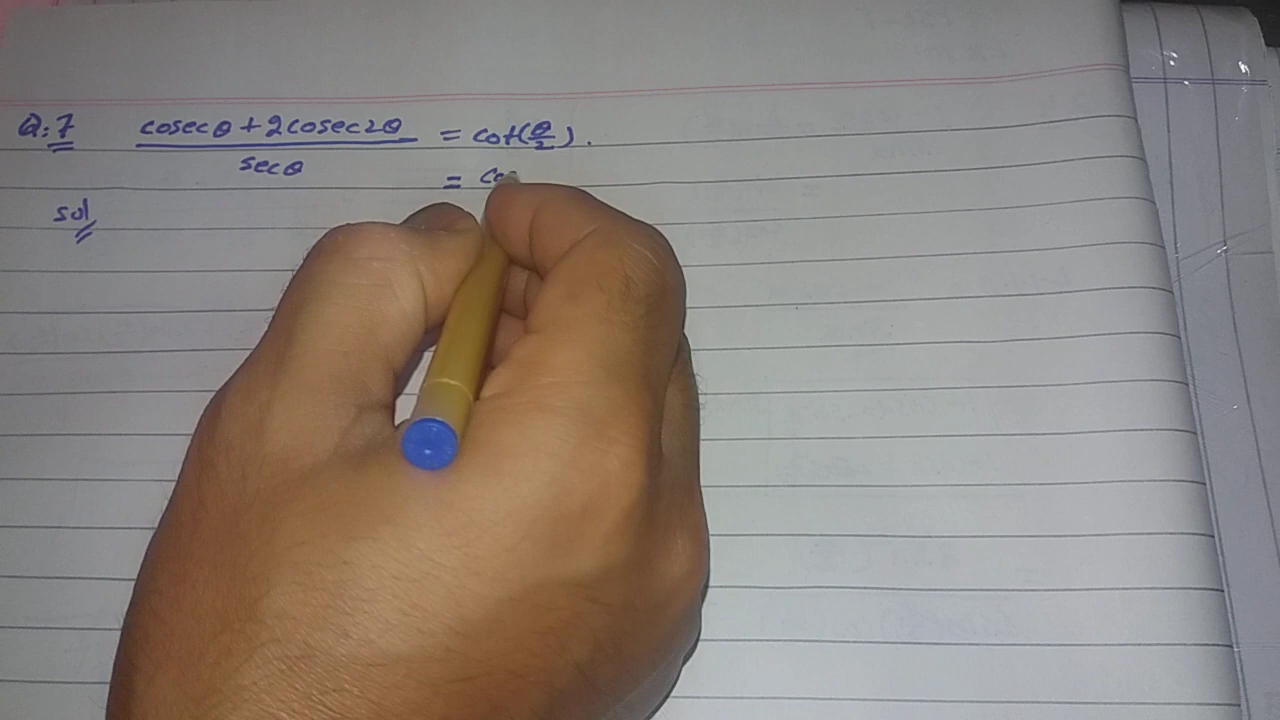 Q:7 cosecθ+2cosec2θ = cot(θ/2).
secθ
= co
sol